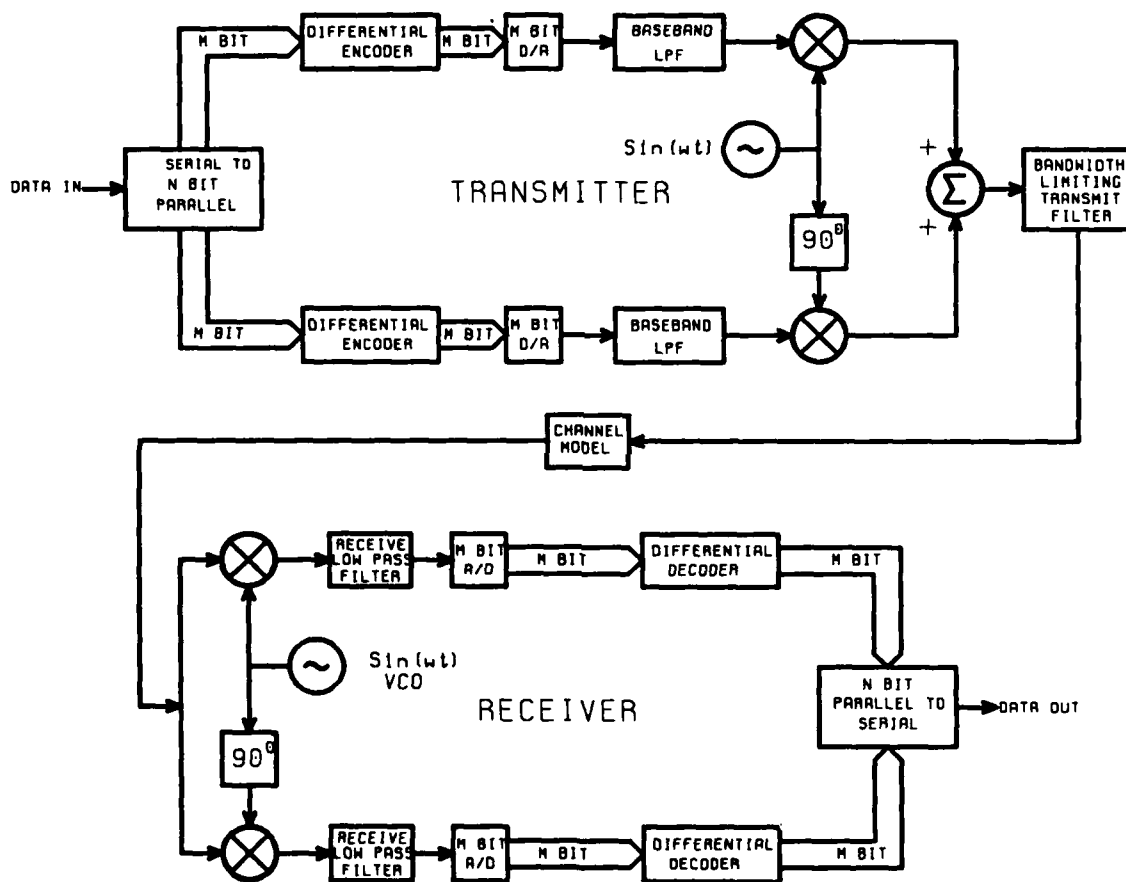 M BIT
DIFFERENTIAL
ENCODER
M BIT
M BIT
D/A
BASEBAND
LPF
Sin(wt)
~
+
SERIAL TO
N BIT
PARALLEL
DATA IN
TRANSMITTER
Σ
BANDWIDTH
LIMITING
TRANSMIT
FILTER
+
90⁰
M BIT
DIFFERENTIAL
ENCODER
M BIT
M BIT
D/A
BASEBAND
LPF
CHANNEL
MODEL
RECEIVE
LOW PASS
FILTER
M BIT
A/D
M BIT
DIFFERENTIAL
DECODER
M BIT
~
Sin(wt)
VCO
RECEIVER
N BIT
PARALLEL TO
SERIAL
DATA OUT
90⁰
RECEIVE
LOW PASS
FILTER
M BIT
A/D
M BIT
DIFFERENTIAL
DECODER
M BIT